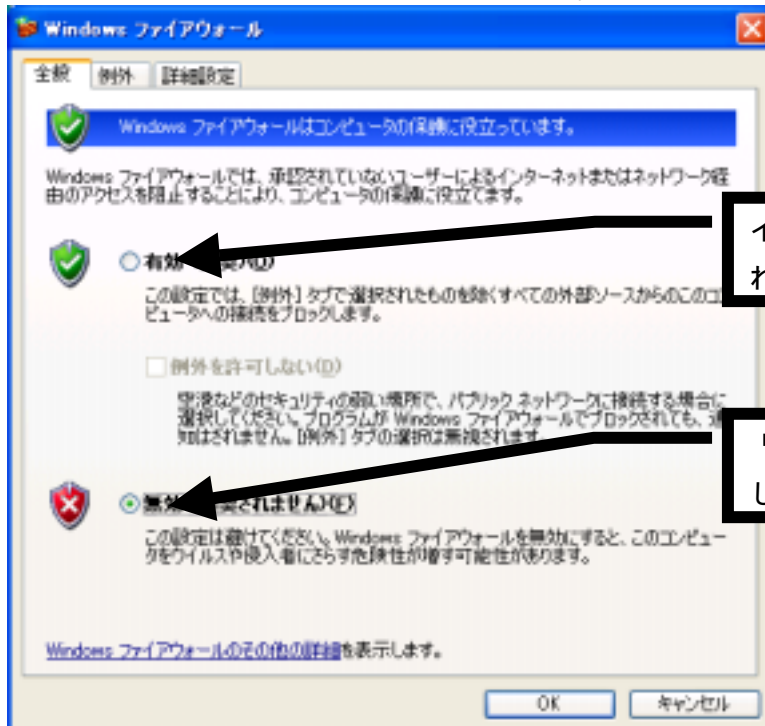 Windows ファイアウォール
全般 例外 詳細設定
Windows ファイアウォールはコンピュータの保護に役立っています。
Windows ファイアウォールでは、承認されていないユーザーによるインターネットまたはネットワーク経
由のアクセスを阻止することにより、コンピュータの保護に役立てます。
有効
この設定では、[例外] タブで選択されたものを除くすべての外部ソースからのこのコン
ピュータへの接続をブロックします。
例外を許可しない(D)
空港などのセキュリティの弱い場所で、パブリック ネットワークに接続する場合に
選択してください。プログラムが Windows ファイアウォールでブロックされても、通
知はされません。[例外] タブの選択は無視されます。
無効 されません)(F)
この設定は避けてください。Windows ファイアウォールを無効にすると、このコンピュー
タをウイルスや侵入者にさらす危険性が増す可能性があります。
Windows ファイアウォールのその他の詳細を表示します。
OK キャンセル